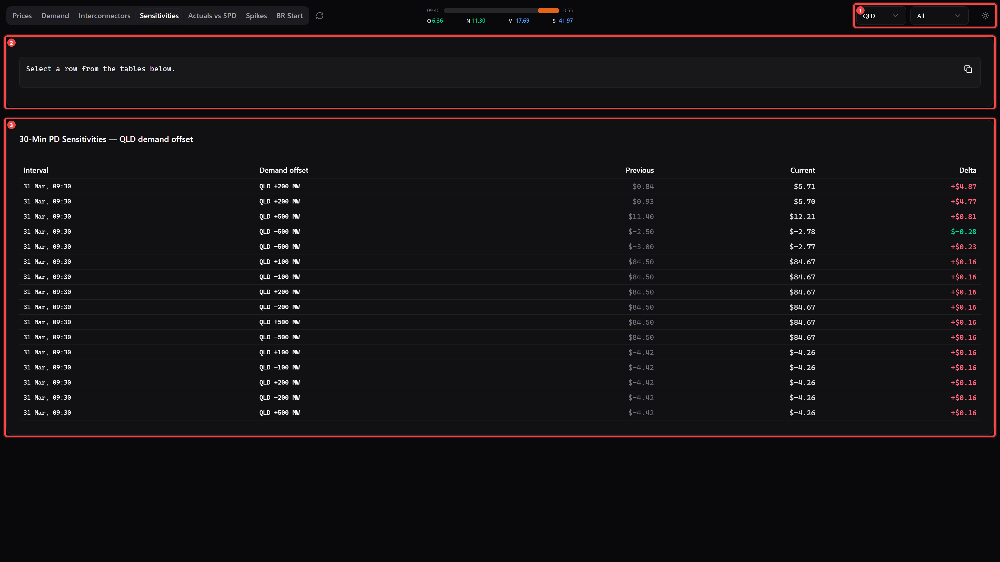 Prices Demand Interconnectors Sensitivities Actuals vs 5PD Spikes BR Start
09:40 0:55
Q 6.36 N 11.30 V -17.69 S -41.97
1
QLD All
2
Select a row from the tables below.
3
30-Min PD Sensitivities — QLD demand offset
Interval Demand offset Previous Current Delta
31 Mar, 09:30 QLD +200 MW $0.84 $5.71 +$4.87
31 Mar, 09:30 QLD +200 MW $0.93 $5.70 +$4.77
31 Mar, 09:30 QLD +500 MW $11.40 $12.21 +$0.81
31 Mar, 09:30 QLD −500 MW $−2.50 $−2.78 $−0.28
31 Mar, 09:30 QLD −500 MW $−3.00 $−2.77 +$0.23
31 Mar, 09:30 QLD +100 MW $84.50 $84.67 +$0.16
31 Mar, 09:30 QLD −100 MW $84.50 $84.67 +$0.16
31 Mar, 09:30 QLD +200 MW $84.50 $84.67 +$0.16
31 Mar, 09:30 QLD −200 MW $84.50 $84.67 +$0.16
31 Mar, 09:30 QLD +500 MW $84.50 $84.67 +$0.16
31 Mar, 09:30 QLD −500 MW $84.50 $84.67 +$0.16
31 Mar, 09:30 QLD +100 MW $−4.42 $−4.26 +$0.16
31 Mar, 09:30 QLD −100 MW $−4.42 $−4.26 +$0.16
31 Mar, 09:30 QLD +200 MW $−4.42 $−4.26 +$0.16
31 Mar, 09:30 QLD −200 MW $−4.42 $−4.26 +$0.16
31 Mar, 09:30 QLD +500 MW $−4.42 $−4.26 +$0.16